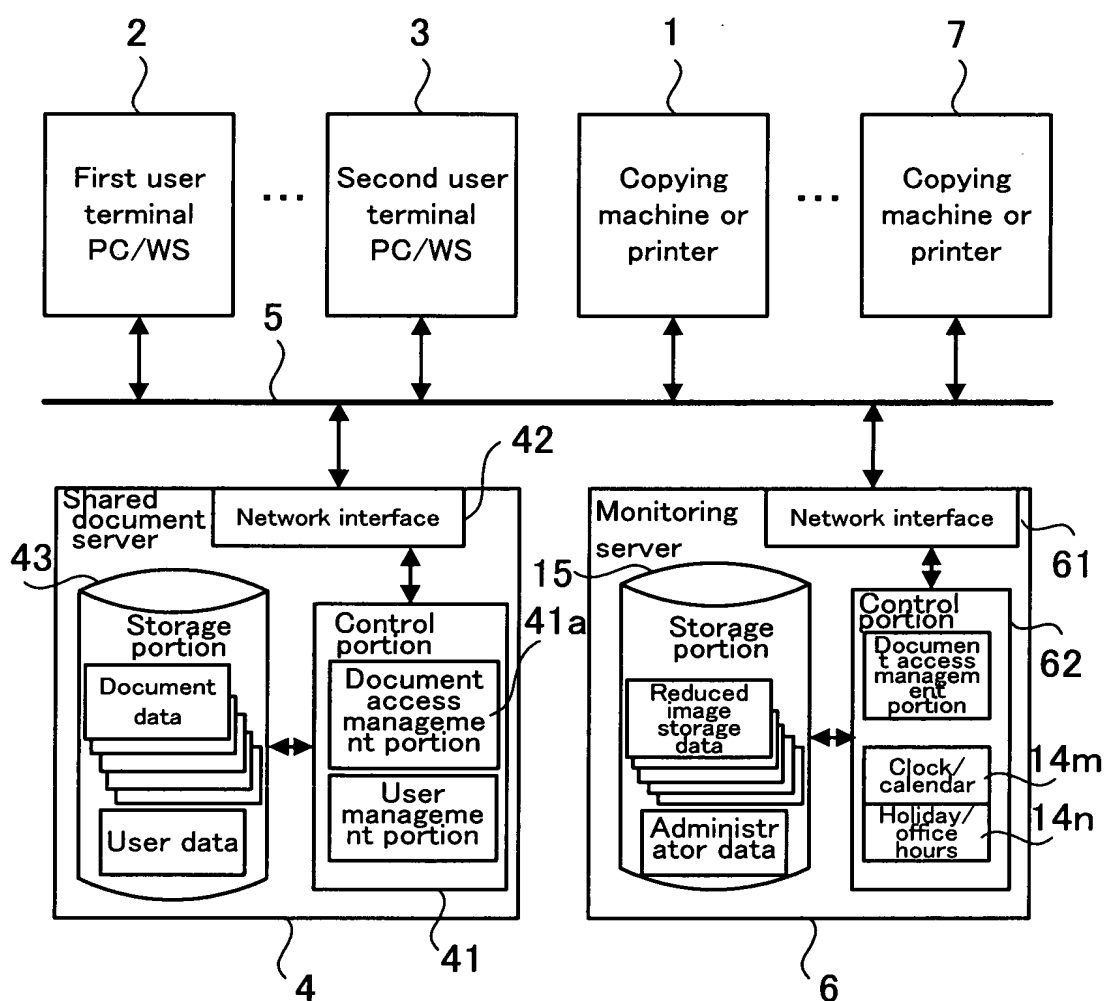 2
3
1
7
First user
terminal
PC/WS
...
Second user
terminal
PC/WS
Copying
machine or
printer
...
Copying
machine or
printer
5
42
Shared
document
server
Network interface
Monitoring
server
Network interface
61
43
Storage
portion
Document
data
User data
Control
portion
41a
Document
access
manageme
nt portion
User
manageme
nt portion
15
Storage
portion
Reduced
image
storage
data
Administr
ator data
Control
portion
62
Documen
t access
managem
ent
portion
Clock/
calendar
14m
Holiday/
office
hours
14n
4
41
6